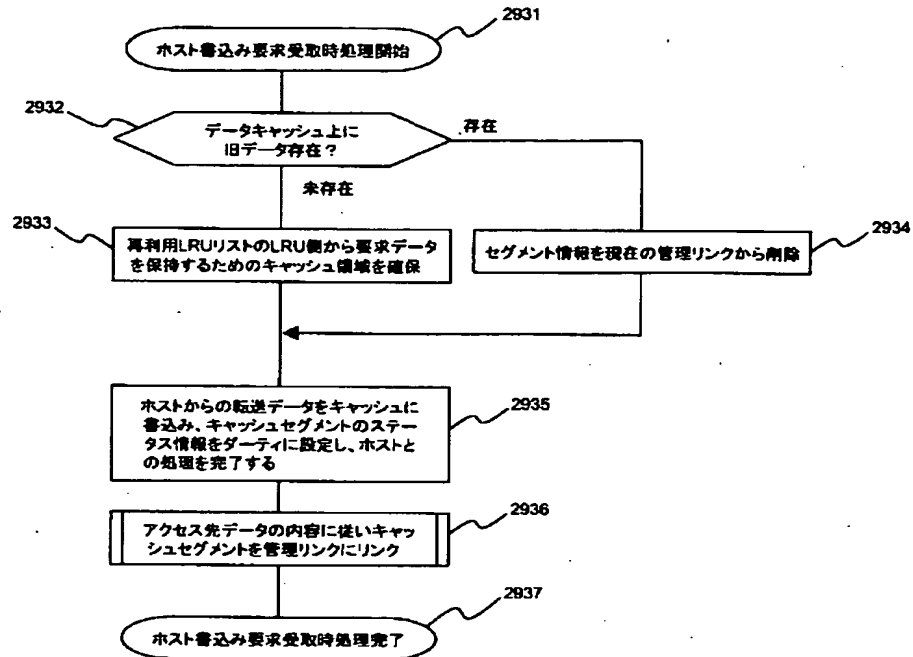 2931
ホスト書込み要求受取時処理開始
2932
データキャッシュ上に
旧データ存在？
存在
未存在
2933
再利用LRUリストのLRU側から要求データ
を保持するためのキャッシュ領域を確保
2934
セグメント情報を現在の管理リンクから削除
ホストからの転送データをキャッシュに
書込み、キャッシュセグメントのステー
タス情報をダーティに設定し、ホストと
の処理を完了する
2935
アクセス先データの内容に従いキャッ
シュセグメントを管理リンクにリンク
2936
2937
ホスト書込み要求受取時処理完了